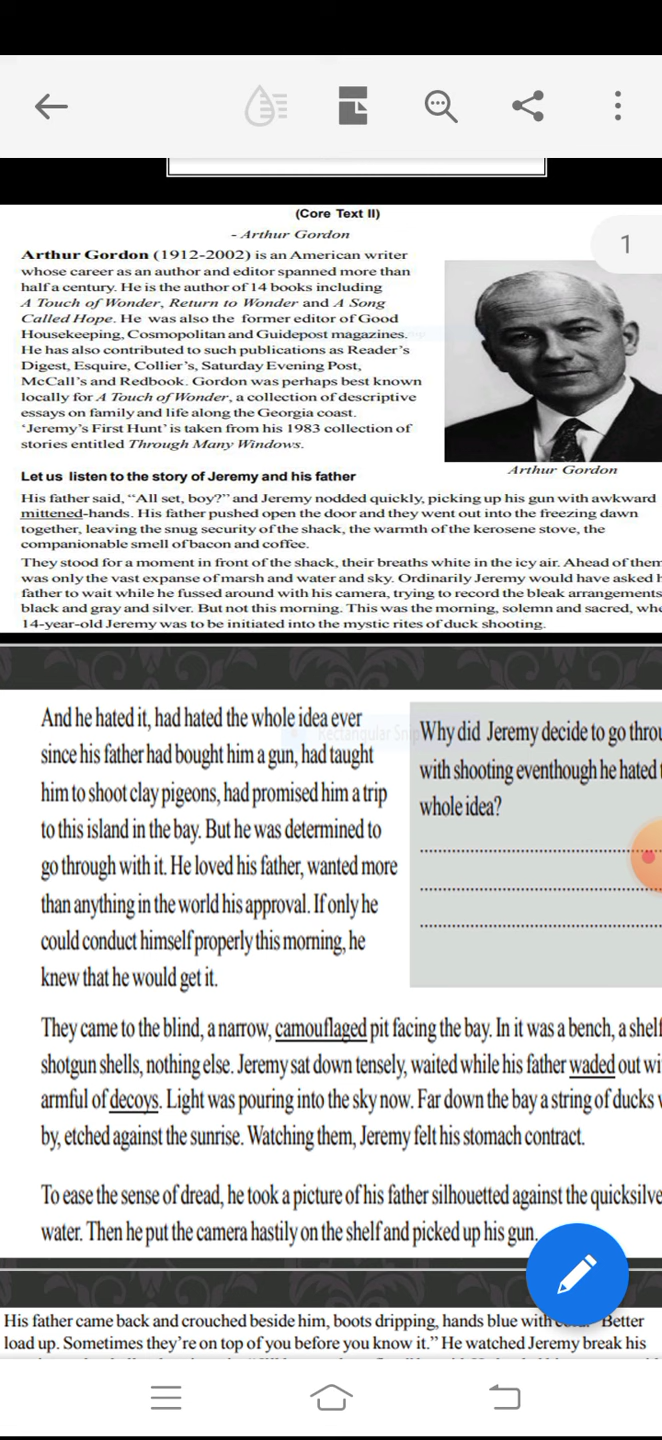 1
(Core Text II)
- Arthur Gordon
Arthur Gordon (1912-2002) is an American writer
whose career as an author and editor spanned more than
half a century. He is the author of 14 books including
A Touch of Wonder, Return to Wonder and A Song
Called Hope. He was also the former editor of Good
Housekeeping, Cosmopolitan and Guidepost magazines.
He has also contributed to such publications as Reader's
Digest, Esquire, Collier's, Saturday Evening Post,
McCall's and Redbook. Gordon was perhaps best known
locally for A Touch of Wonder, a collection of descriptive
essays on family and life along the Georgia coast.
'Jeremy's First Hunt' is taken from his 1983 collection of
stories entitled Through Many Windows.
Arthur Gordon
Let us listen to the story of Jeremy and his father
His father said, "All set, boy?" and Jeremy nodded quickly, picking up his gun with awkward
mittened-hands. His father pushed open the door and they went out into the freezing dawn
together, leaving the snug security of the shack, the warmth of the kerosene stove, the
companionable smell of bacon and coffee.
They stood for a moment in front of the shack, their breaths white in the icy air. Ahead of them
was only the vast expanse of marsh and water and sky. Ordinarily Jeremy would have asked
father to wait while he fussed around with his camera, trying to record the bleak arrangements
black and gray and silver. But not this morning. This was the morning, solemn and sacred,
14-year-old Jeremy was to be initiated into the mystic rites of duck shooting.
And he hated it, had hated the whole idea ever
since his father had bought him a gun, had taught
him to shoot clay pigeons, had promised him a trip
to this island in the bay. But he was determined to
go through with it. He loved his father, wanted more
than anything in the world his approval. If only he
could conduct himself properly this morning, he
knew that he would get it.
Why did Jeremy decide to go
with shooting eventhough he hated
whole idea?
They came to the blind, a narrow, camouflaged pit facing the bay. In it was a bench, a shelf
shotgun shells, nothing else. Jeremy sat down tensely, waited while his father waded out
armful of decoys. Light was pouring into the sky now. Far down the bay a string of ducks
by, etched against the sunrise. Watching them, Jeremy felt his stomach contract.
To ease the sense of dread, he took a picture of his father silhouetted against the
water. Then he put the camera hastily on the shelf and picked up his gun.
His father came back and crouched beside him, boots dripping, hands blue with "Better
load up. Sometimes they're on top of you before you know it." He watched Jeremy break his